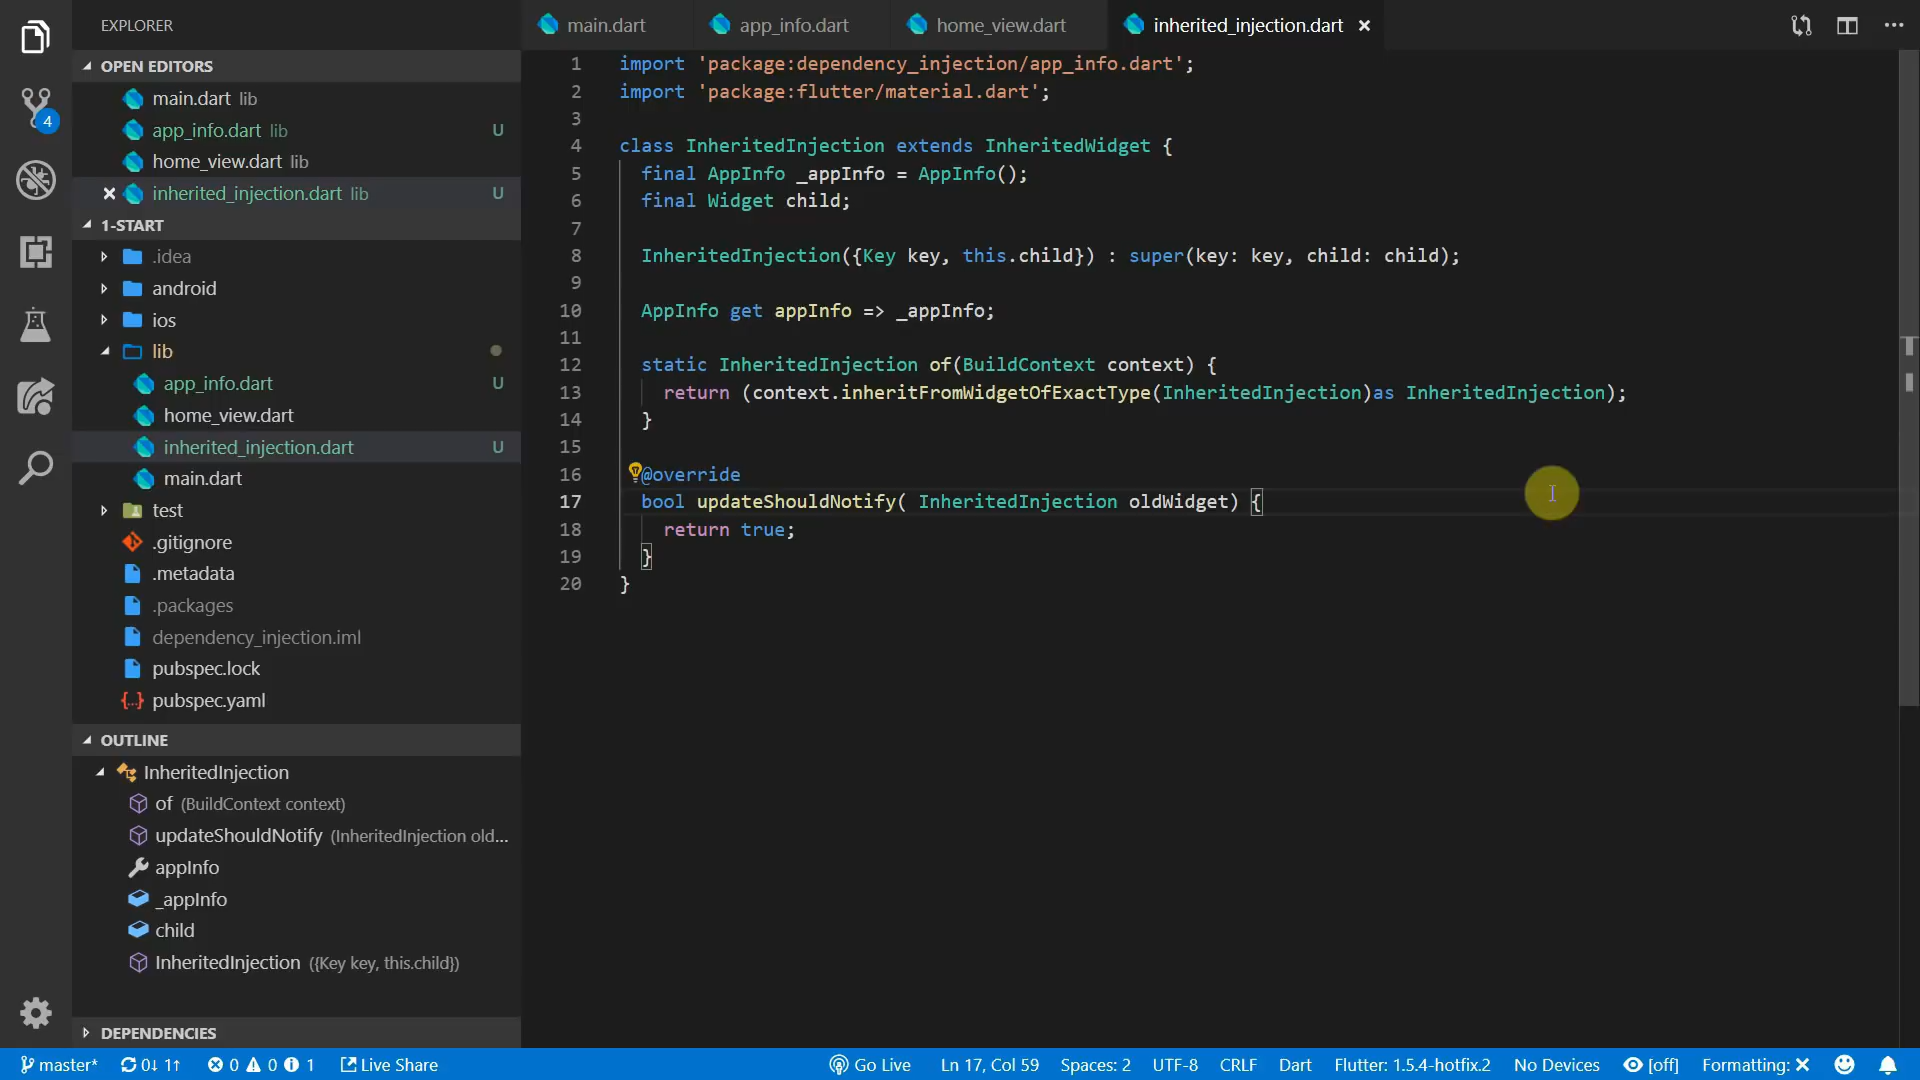 EXPLORER
OPEN EDITORS
main.dart lib
app_info.dart lib U
home_view.dart lib
inherited_injection.dart lib U
1-START
.idea
android
ios
lib
app_info.dart U
home_view.dart
inherited_injection.dart U
main.dart
test
.gitignore
.metadata
.packages
dependency_injection.iml
pubspec.lock
pubspec.yaml
OUTLINE
InheritedInjection
of (BuildContext context)
updateShouldNotify (InheritedInjection old...
appInfo
_appInfo
child
InheritedInjection ({Key key, this.child})
DEPENDENCIES
4
main.dart app_info.dart home_view.dart inherited_injection.dart
1 import 'package:dependency_injection/app_info.dart';
2 import 'package:flutter/material.dart';
3
4 class InheritedInjection extends InheritedWidget {
5 final AppInfo _appInfo = AppInfo();
6 final Widget child;
7
8 InheritedInjection({Key key, this.child}) : super(key: key, child: child);
9
10 AppInfo get appInfo => _appInfo;
11
12 static InheritedInjection of(BuildContext context) {
13 return (context.inheritFromWidgetOfExactType(InheritedInjection)as InheritedInjection);
14 }
15
16 @override
17 bool updateShouldNotify( InheritedInjection oldWidget) {
18 return true;
19 }
20 }
master* 0↓ 1↑ 0 0 1 Live Share Go Live Ln 17, Col 59 Spaces: 2 UTF-8 CRLF Dart Flutter: 1.5.4-hotfix.2 No Devices [off] Formatting: ✕